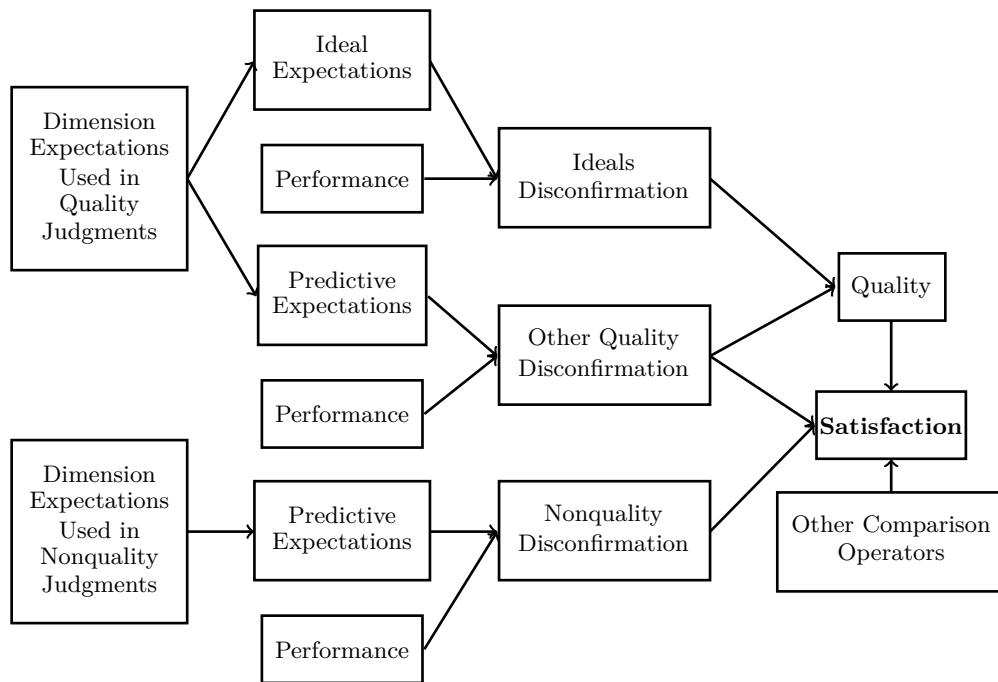 Ideal
Expectations
Dimension
Expectations
Used in
Quality
Judgments
Performance
Ideals
Disconfirmation
Predictive
Expectations
Quality
Other Quality
Disconfirmation
Performance
Satisfaction
Dimension
Expectations
Used in
Nonquality
Judgments
Predictive
Expectations
Nonquality
Disconfirmation
Other Comparison
Operators
Performance